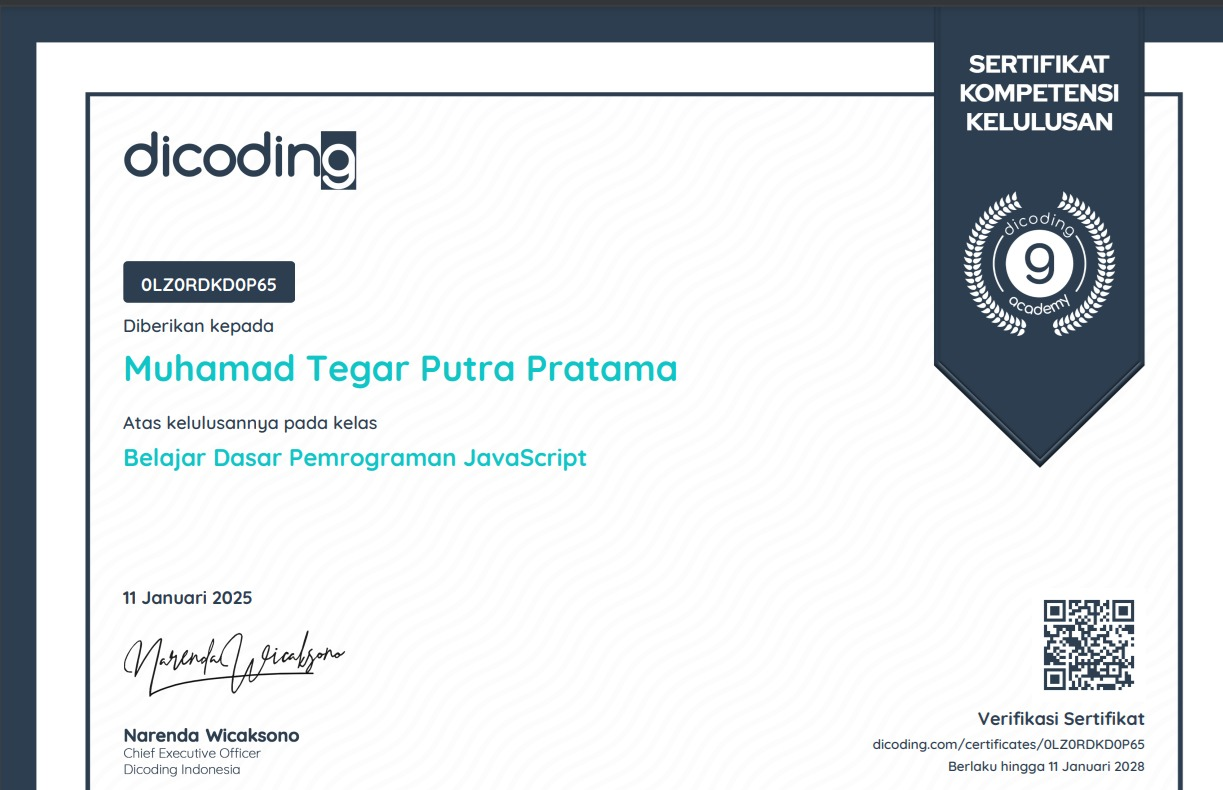 SERTIFIKAT
KOMPETENSI
KELULUSAN
dicoding
dicoding
g
academy
0LZ0RDKD0P65
Diberikan kepada
Muhamad Tegar Putra Pratama
Atas kelulusannya pada kelas
Belajar Dasar Pemrograman JavaScript
11 Januari 2025
Narenda Wicaksono
Narenda Wicaksono
Chief Executive Officer
Dicoding Indonesia
Verifikasi Sertifikat
dicoding.com/certificates/0LZ0RDKD0P65
Berlaku hingga 11 Januari 2028